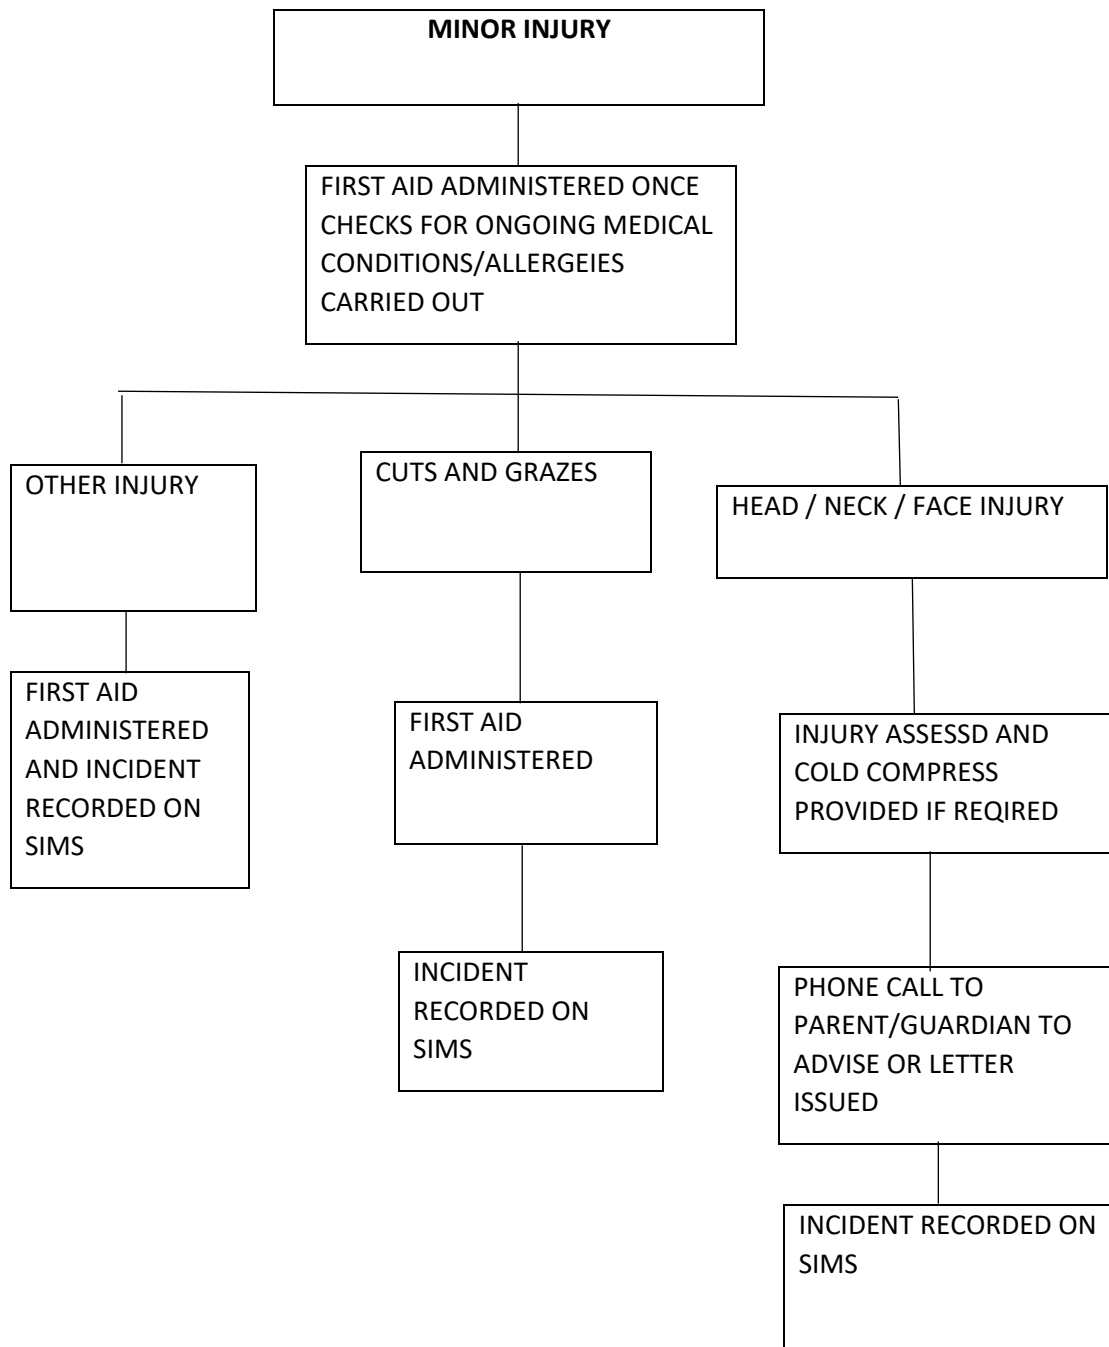 MINOR INJURY
FIRST AID ADMINISTERED ONCE
CHECKS FOR ONGOING MEDICAL
CONDITIONS/ALLERGEIES
CARRIED OUT
OTHER INJURY
CUTS AND GRAZES
HEAD / NECK / FACE INJURY
FIRST AID
ADMINISTERED
AND INCIDENT
RECORDED ON
SIMS
FIRST AID
ADMINISTERED
INJURY ASSESSD AND
COLD COMPRESS
PROVIDED IF REQIRED
INCIDENT
RECORDED ON
SIMS
PHONE CALL TO
PARENT/GUARDIAN TO
ADVISE OR LETTER
ISSUED
INCIDENT RECORDED ON
SIMS